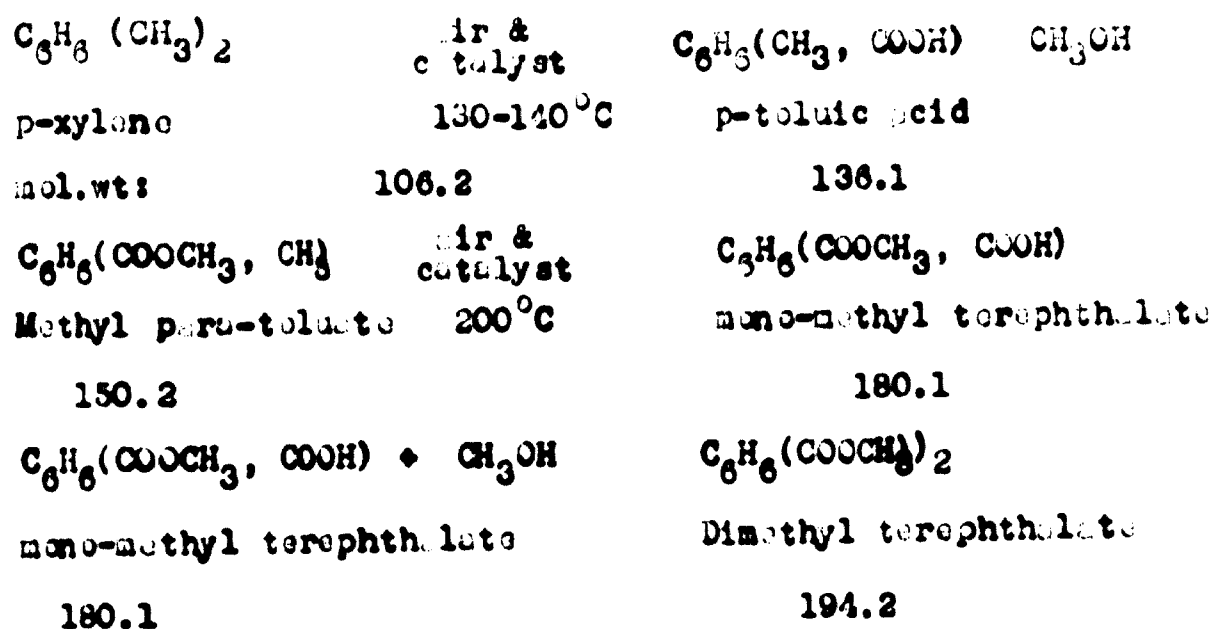 C6H6 (CH3)2 air & catalyst C6H6(CH3, COOH) CH3OH
p-xylene 130-140°C p-toluic acid
mol.wt: 106.2 136.1
C6H6(COOCH3, CH3 air & catalyst C6H6(COOCH3, COOH)
Methyl para-toluate 200°C mono-methyl terephthalate
150.2 180.1
C6H6(COOCH3, COOH) + CH3OH C6H6(COOCH3)2
mono-methyl terephthalate Dimethyl terephthalate
180.1 194.2